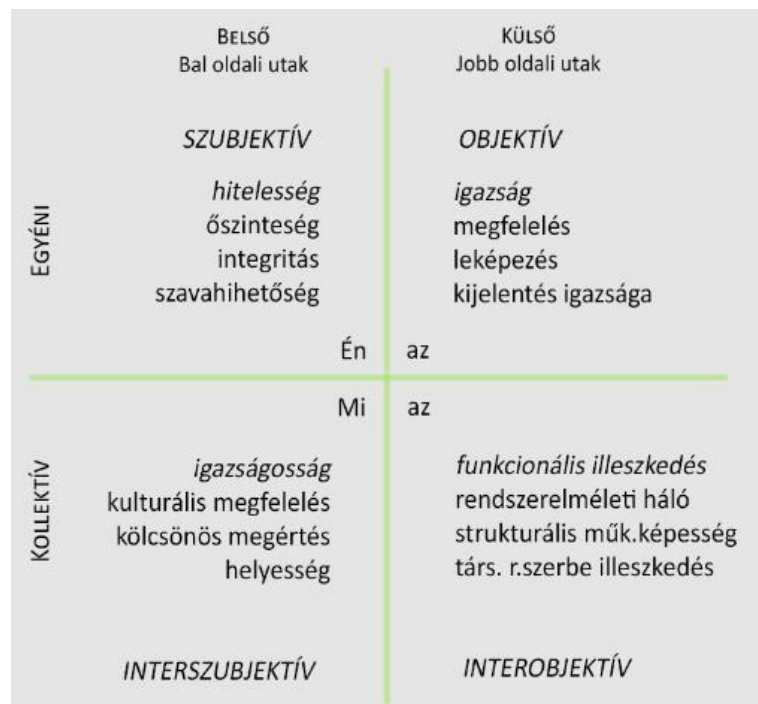 BELSŐ
Bal oldali utak
KÜLSŐ
Jobb oldali utak
EGYÉNI
SZUBJEKTÍV
hitelesség
őszinteség
integritás
szavahihetőség
Én
OBJEKTÍV
igazság
megfelelés
leképezés
kijelentés igazsága
az
KOLLEKTÍV
Mi
igazságosság
kulturális megfelelés
kölcsönös megértés
helyesség
INTERSZUBJEKTÍV
az
funkcionális illeszkedés
rendszerelméleti háló
strukturális műk.képesség
társ. r.szerbe illeszkedés
INTEROBJEKTÍV